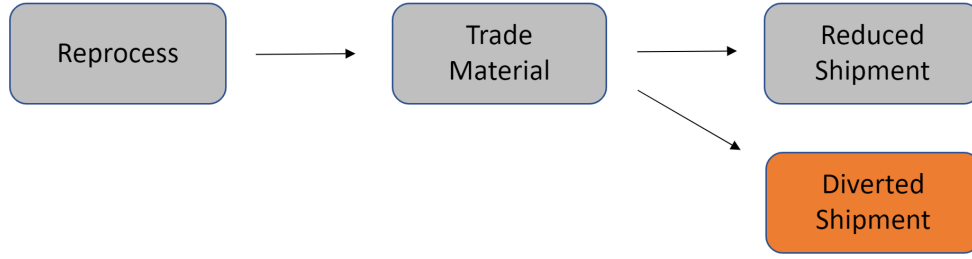 Reprocess
Trade
Material
Reduced
Shipment
Diverted
Shipment